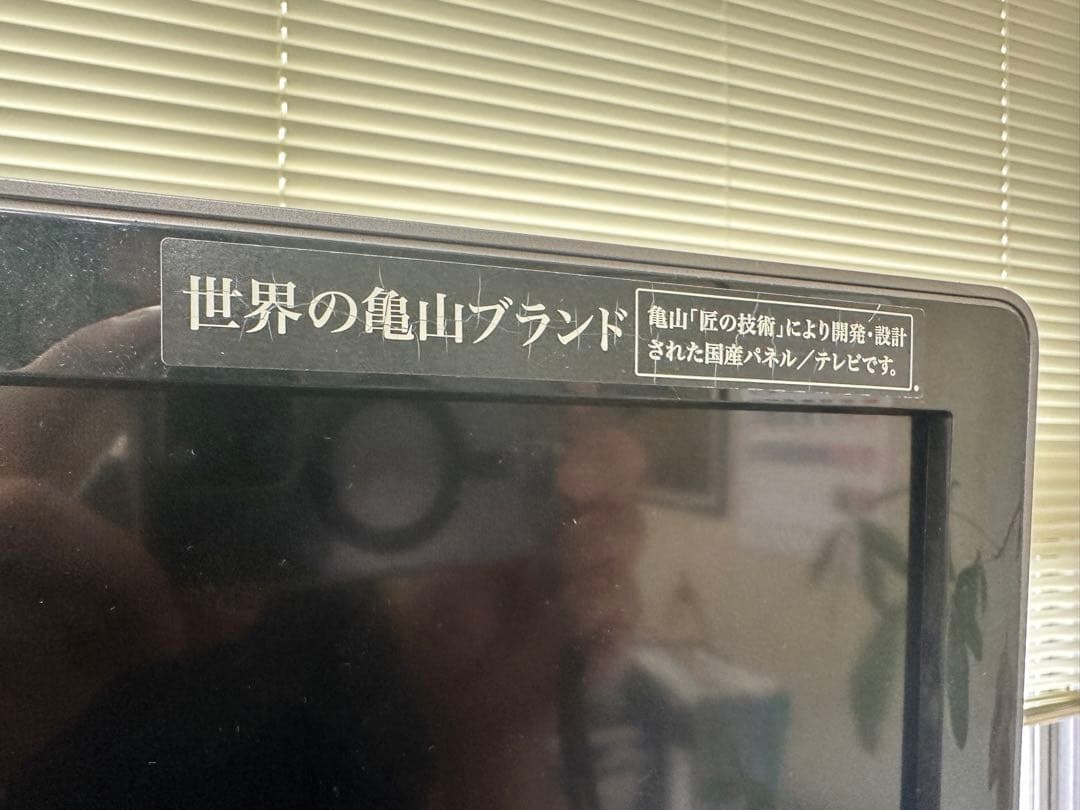 世界の亀山ブランド
亀山「匠の技術」により開発・設計
された国産パネル／テレビです。